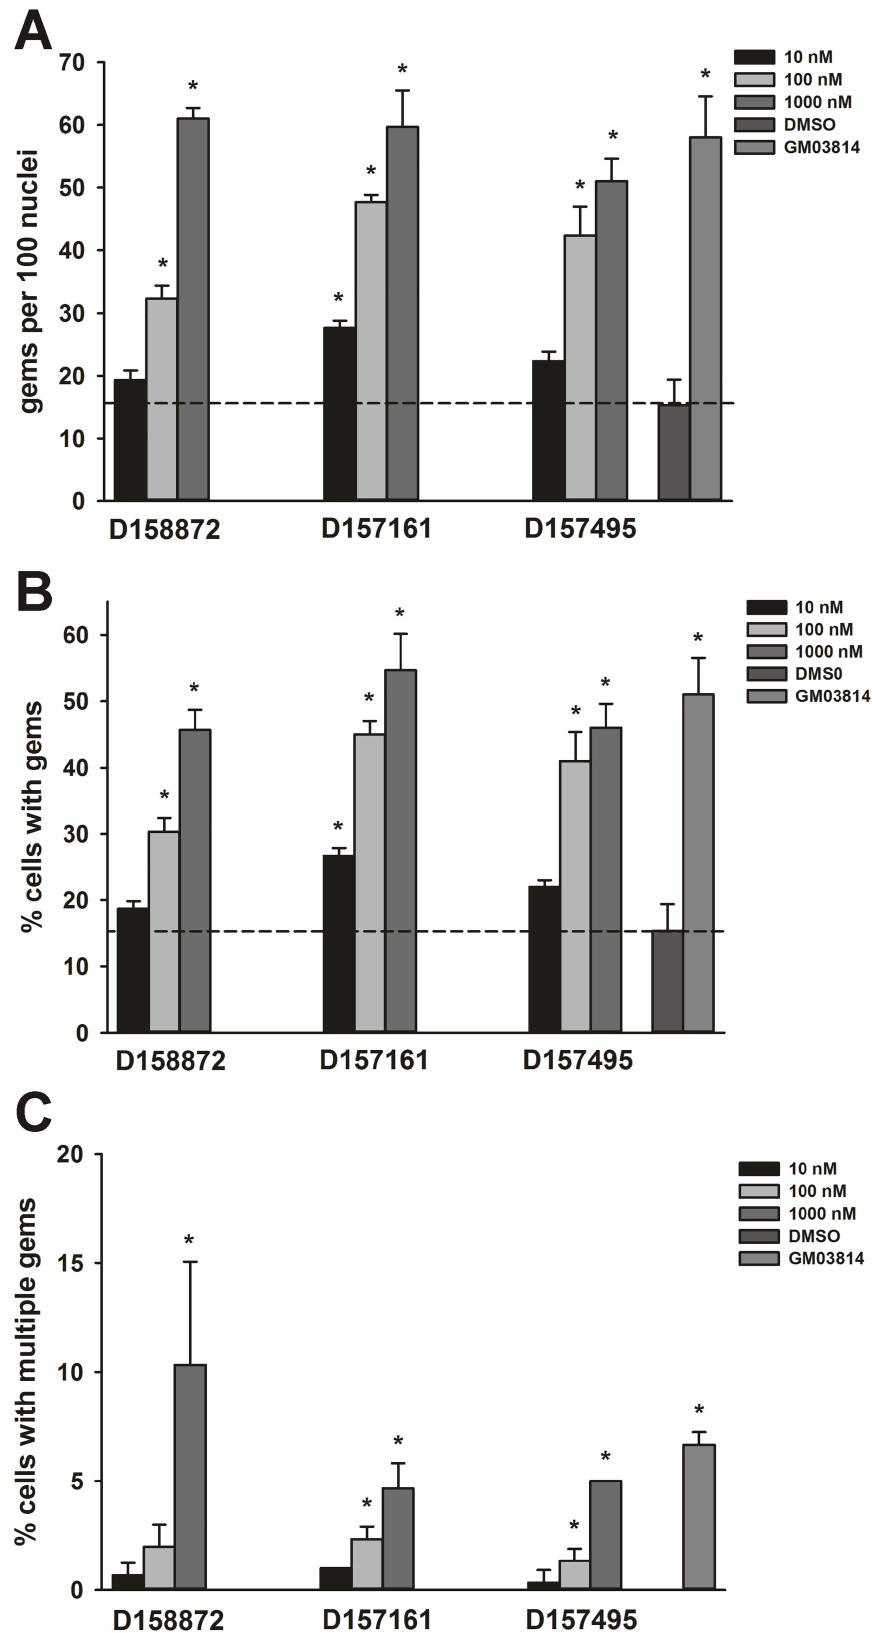 A
gems per 100 nuclei
70
60
50
40
30
20
10
0
* * * * * * * * *
D158872 D157161 D157495
10 nM
100 nM
1000 nM
DMSO
GM03814
B
% cells with gems
60
50
40
30
20
10
0
* * * * * * * *
D158872 D157161 D157495
10 nM
100 nM
1000 nM
DMS0
GM03814
C
% cells with multiple gems
20
15
10
5
0
* * * * * *
D158872 D157161 D157495
10 nM
100 nM
1000 nM
DMSO
GM03814